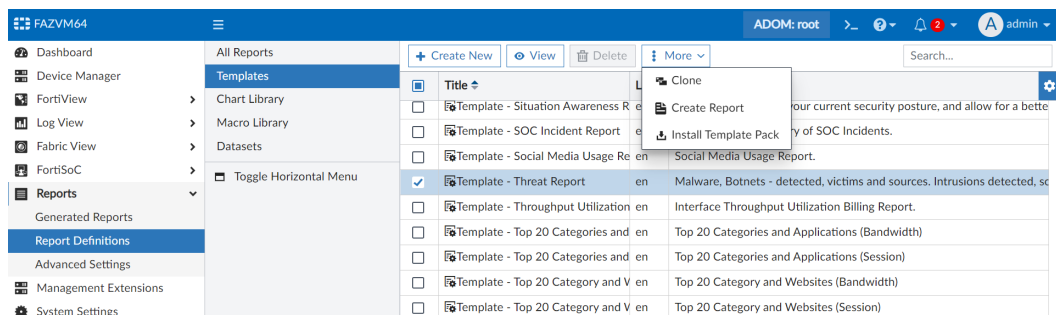 FAZVM64
ADOM: root
>_
2
A admin
Dashboard
Device Manager
FortiView
Log View
Fabric View
FortiSoC
Reports
Generated Reports
Report Definitions
Advanced Settings
Management Extensions
System Settings
All Reports
Templates
Chart Library
Macro Library
Datasets
Toggle Horizontal Menu
+ Create New
View
Delete
More
Search...
Clone
Create Report
Install Template Pack
Title L
Template - Situation Awareness R e your current security posture, and allow for a bette
Template - SOC Incident Report e y of SOC Incidents.
Template - Social Media Usage Re en Social Media Usage Report.
Template - Threat Report en Malware, Botnets - detected, victims and sources. Intrusions detected, sc
Template - Throughput Utilization en Interface Throughput Utilization Billing Report.
Template - Top 20 Categories and en Top 20 Categories and Applications (Bandwidth)
Template - Top 20 Categories and en Top 20 Categories and Applications (Session)
Template - Top 20 Category and V en Top 20 Category and Websites (Bandwidth)
Template - Top 20 Category and V en Top 20 Category and Websites (Session)